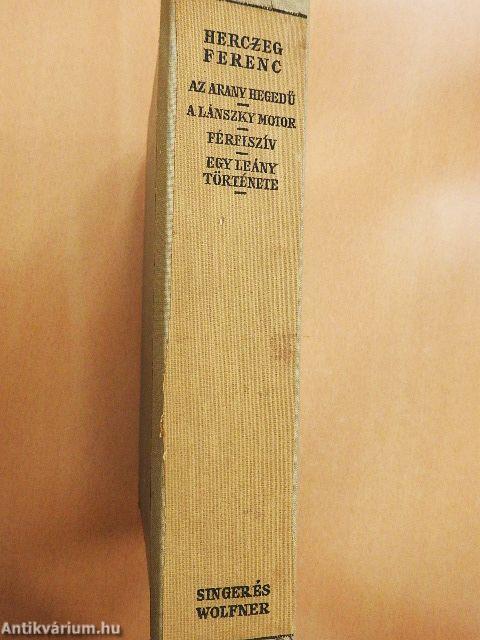 HERCZEG
FERENC
AZ ARANY HEGEDŰ
A LÁNSZKY MOTOR
FÉRFISZÍV
EGY LEÁNY
TÖRTÉNETE
SINGER ÉS
WOLFNER
Antikvárium.hu